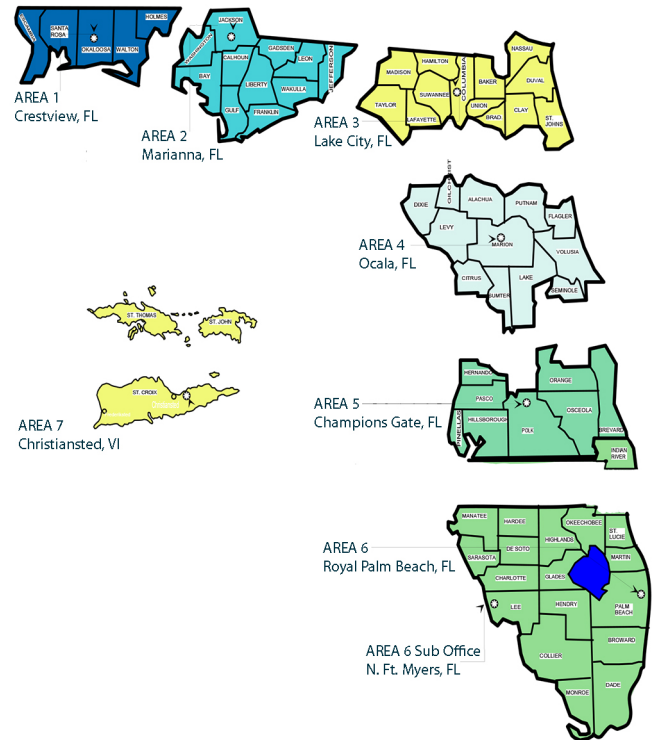 HOLMES
ESCAMBIA
SANTA
ROSA
OKALOOSA
WALTON
AREA 1
Crestview, FL
JACKSON
WASHINGTON
CALHOUN
GADSDEN
LEON
JEFFERSON
BAY
LIBERTY
WAKULLA
GULF
FRANKLIN
AREA 2
Marianna, FL
NASSAU
HAMILTON
MADISON
COLUMBIA
BAKER
DUVAL
SUWANNEE
TAYLOR
UNION
LAFAYETTE
BRAD.
CLAY
ST.
JOHNS
AREA 3
Lake City, FL
GILCHRIST
DIXIE
ALACHUA
PUTNAM
FLAGLER
LEVY
MARION
VOLUSIA
CITRUS
LAKE
SUMTER
SEMINOLE
AREA 4
Ocala, FL
ST. THOMAS
ST. JOHN
ST. CROIX
AREA 7
Christiansted, VI
HERNANDO
ORANGE
PASCO
OSCEOLA
PINELLAS
HILLSBOROUGH
POLK
BREVARD
INDIAN
RIVER
AREA 5
Champions Gate, FL
MANATEE
HARDEE
OKEECHOBEE
ST.
LUCIE
HIGHLANDS
SARASOTA
DE SOTO
MARTIN
CHARLOTTE
GLADES
LEE
HENDRY
PALM
BEACH
BROWARD
COLLIER
MONROE
DADE
AREA 6
Royal Palm Beach, FL
AREA 6 Sub Office
N. Ft. Myers, FL